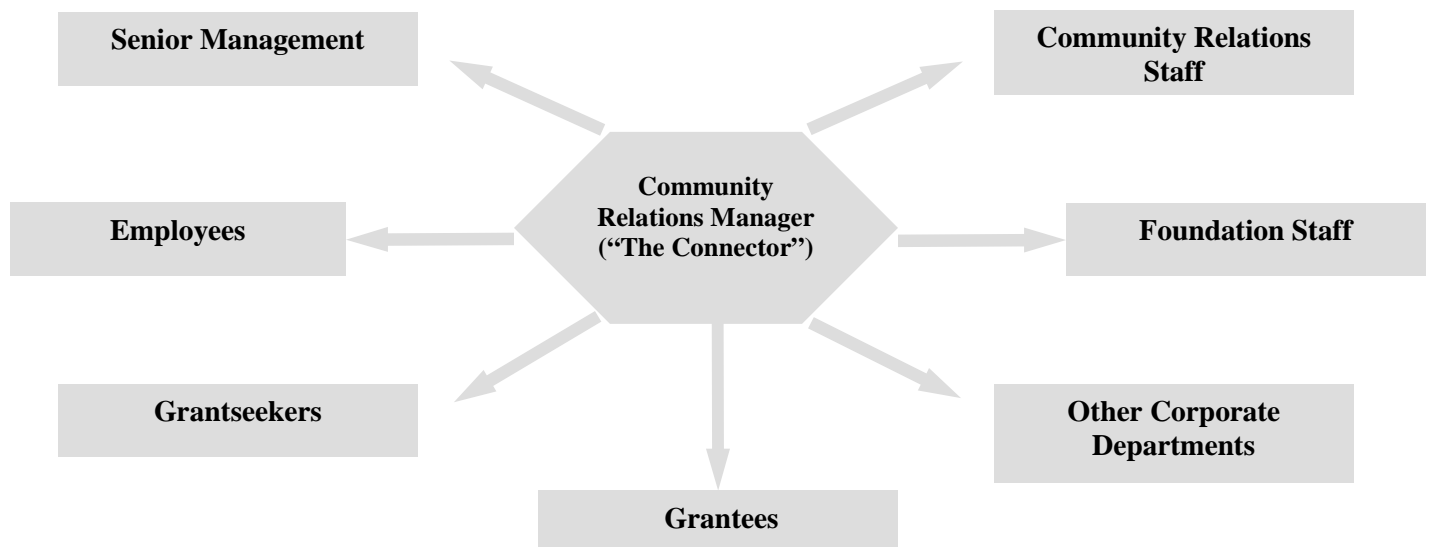 Senior Management
Community Relations
Staff
Community
Relations Manager
(“The Connector”)
Employees
Foundation Staff
Grantseekers
Other Corporate
Departments
Grantees